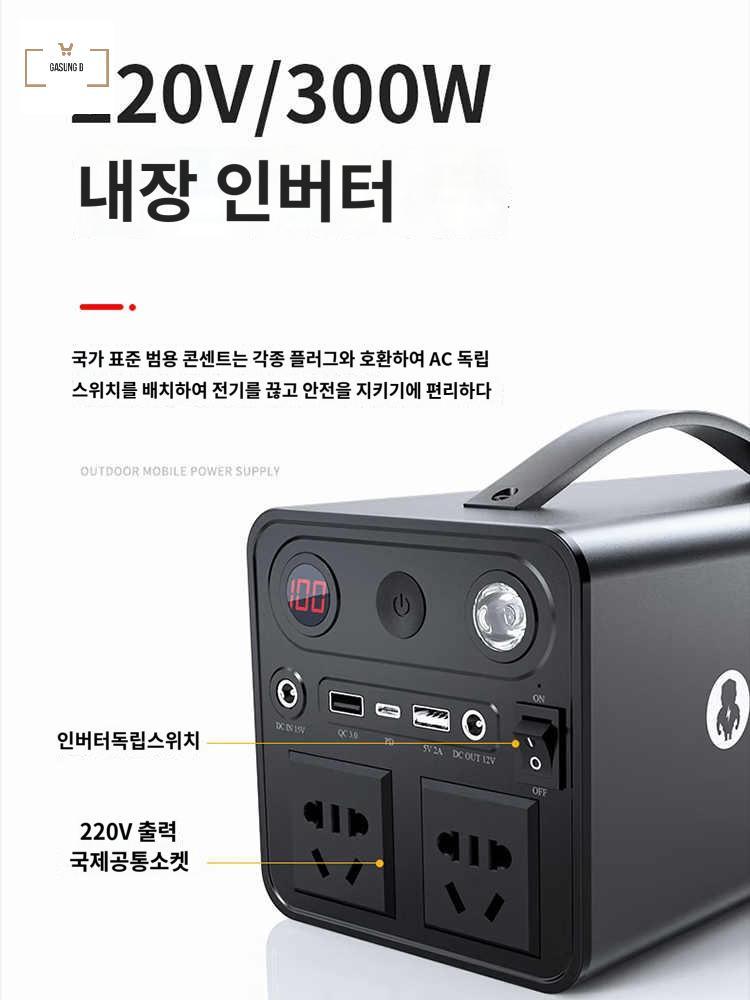 GASUNG D
220V/300W
내장 인버터
국가 표준 범용 콘센트는 각종 플러그와 호환하여 AC 독립
스위치를 배치하여 전기를 끊고 안전을 지키기에 편리하다
OUTDOOR MOBILE POWER SUPPLY
100
ON
DC IN 15V
QC 3.0
PD
5V 2A
DC OUT 12V
OFF
인버터독립스위치
220V 출력
국제공통소켓